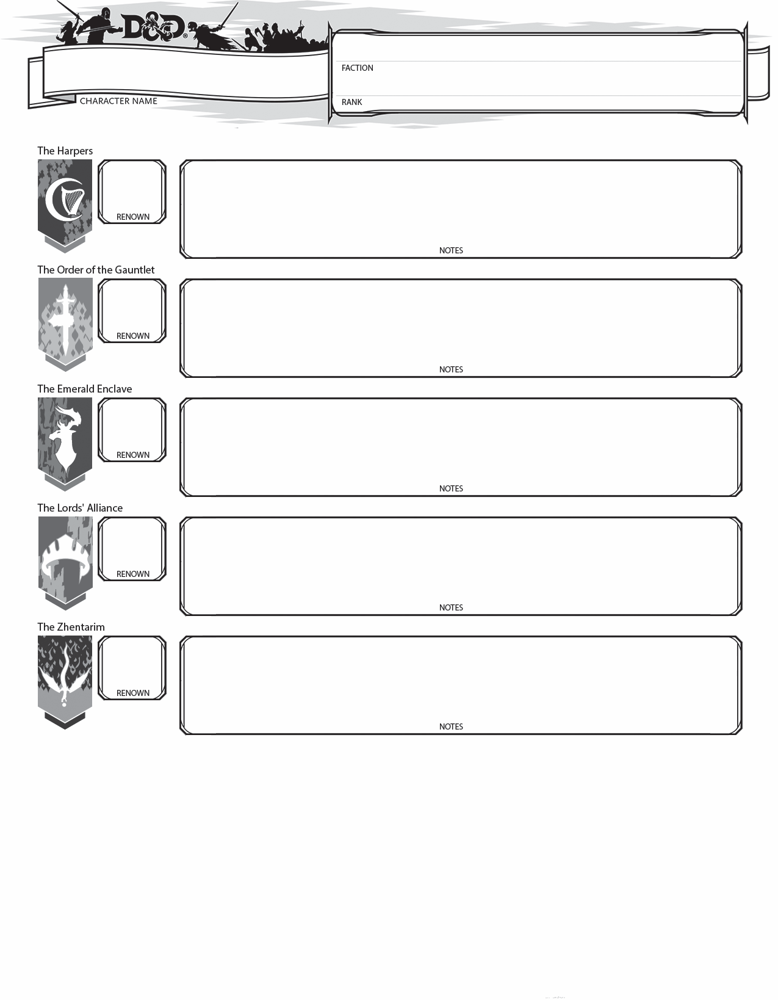 D&D®
FACTION
CHARACTER NAME
RANK
The Harpers
RENOWN
NOTES
The Order of the Gauntlet
RENOWN
NOTES
The Emerald Enclave
RENOWN
NOTES
The Lords' Alliance
RENOWN
NOTES
The Zhentarim
RENOWN
NOTES